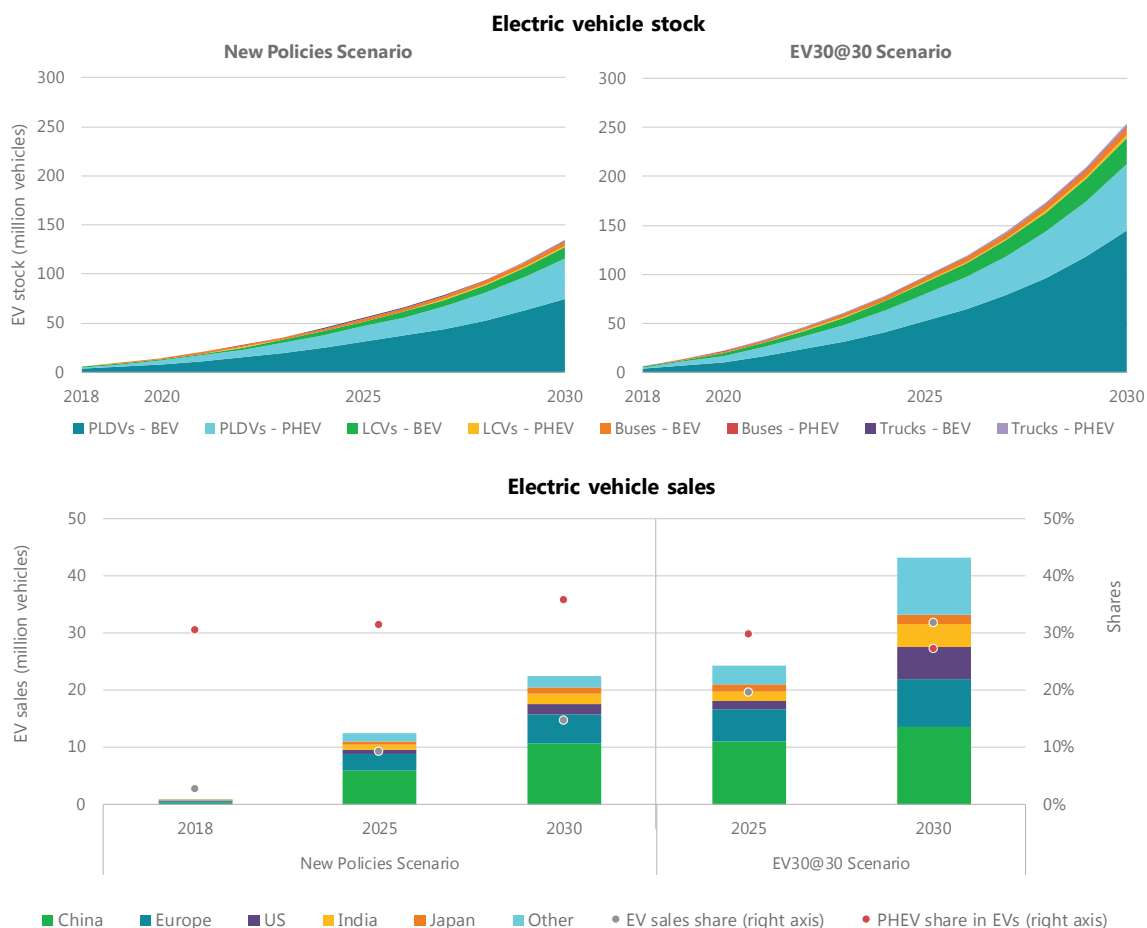 Electric vehicle stock
New Policies Scenario
EV30@30 Scenario
EV stock (million vehicles)
300
250
200
150
100
50
0
2018 2020 2025 2030
300
250
200
150
100
50
0
2018 2020 2025 2030
PLDVs - BEV PLDVs - PHEV LCVs - BEV LCVs - PHEV Buses - BEV Buses - PHEV Trucks - BEV Trucks - PHEV
Electric vehicle sales
EV sales (million vehicles)
50
40
30
20
10
0
50%
40%
30%
20%
10%
0%
Shares
2018 2025 2030 2025 2030
New Policies Scenario EV30@30 Scenario
China Europe US India Japan Other EV sales share (right axis) PHEV share in EVs (right axis)